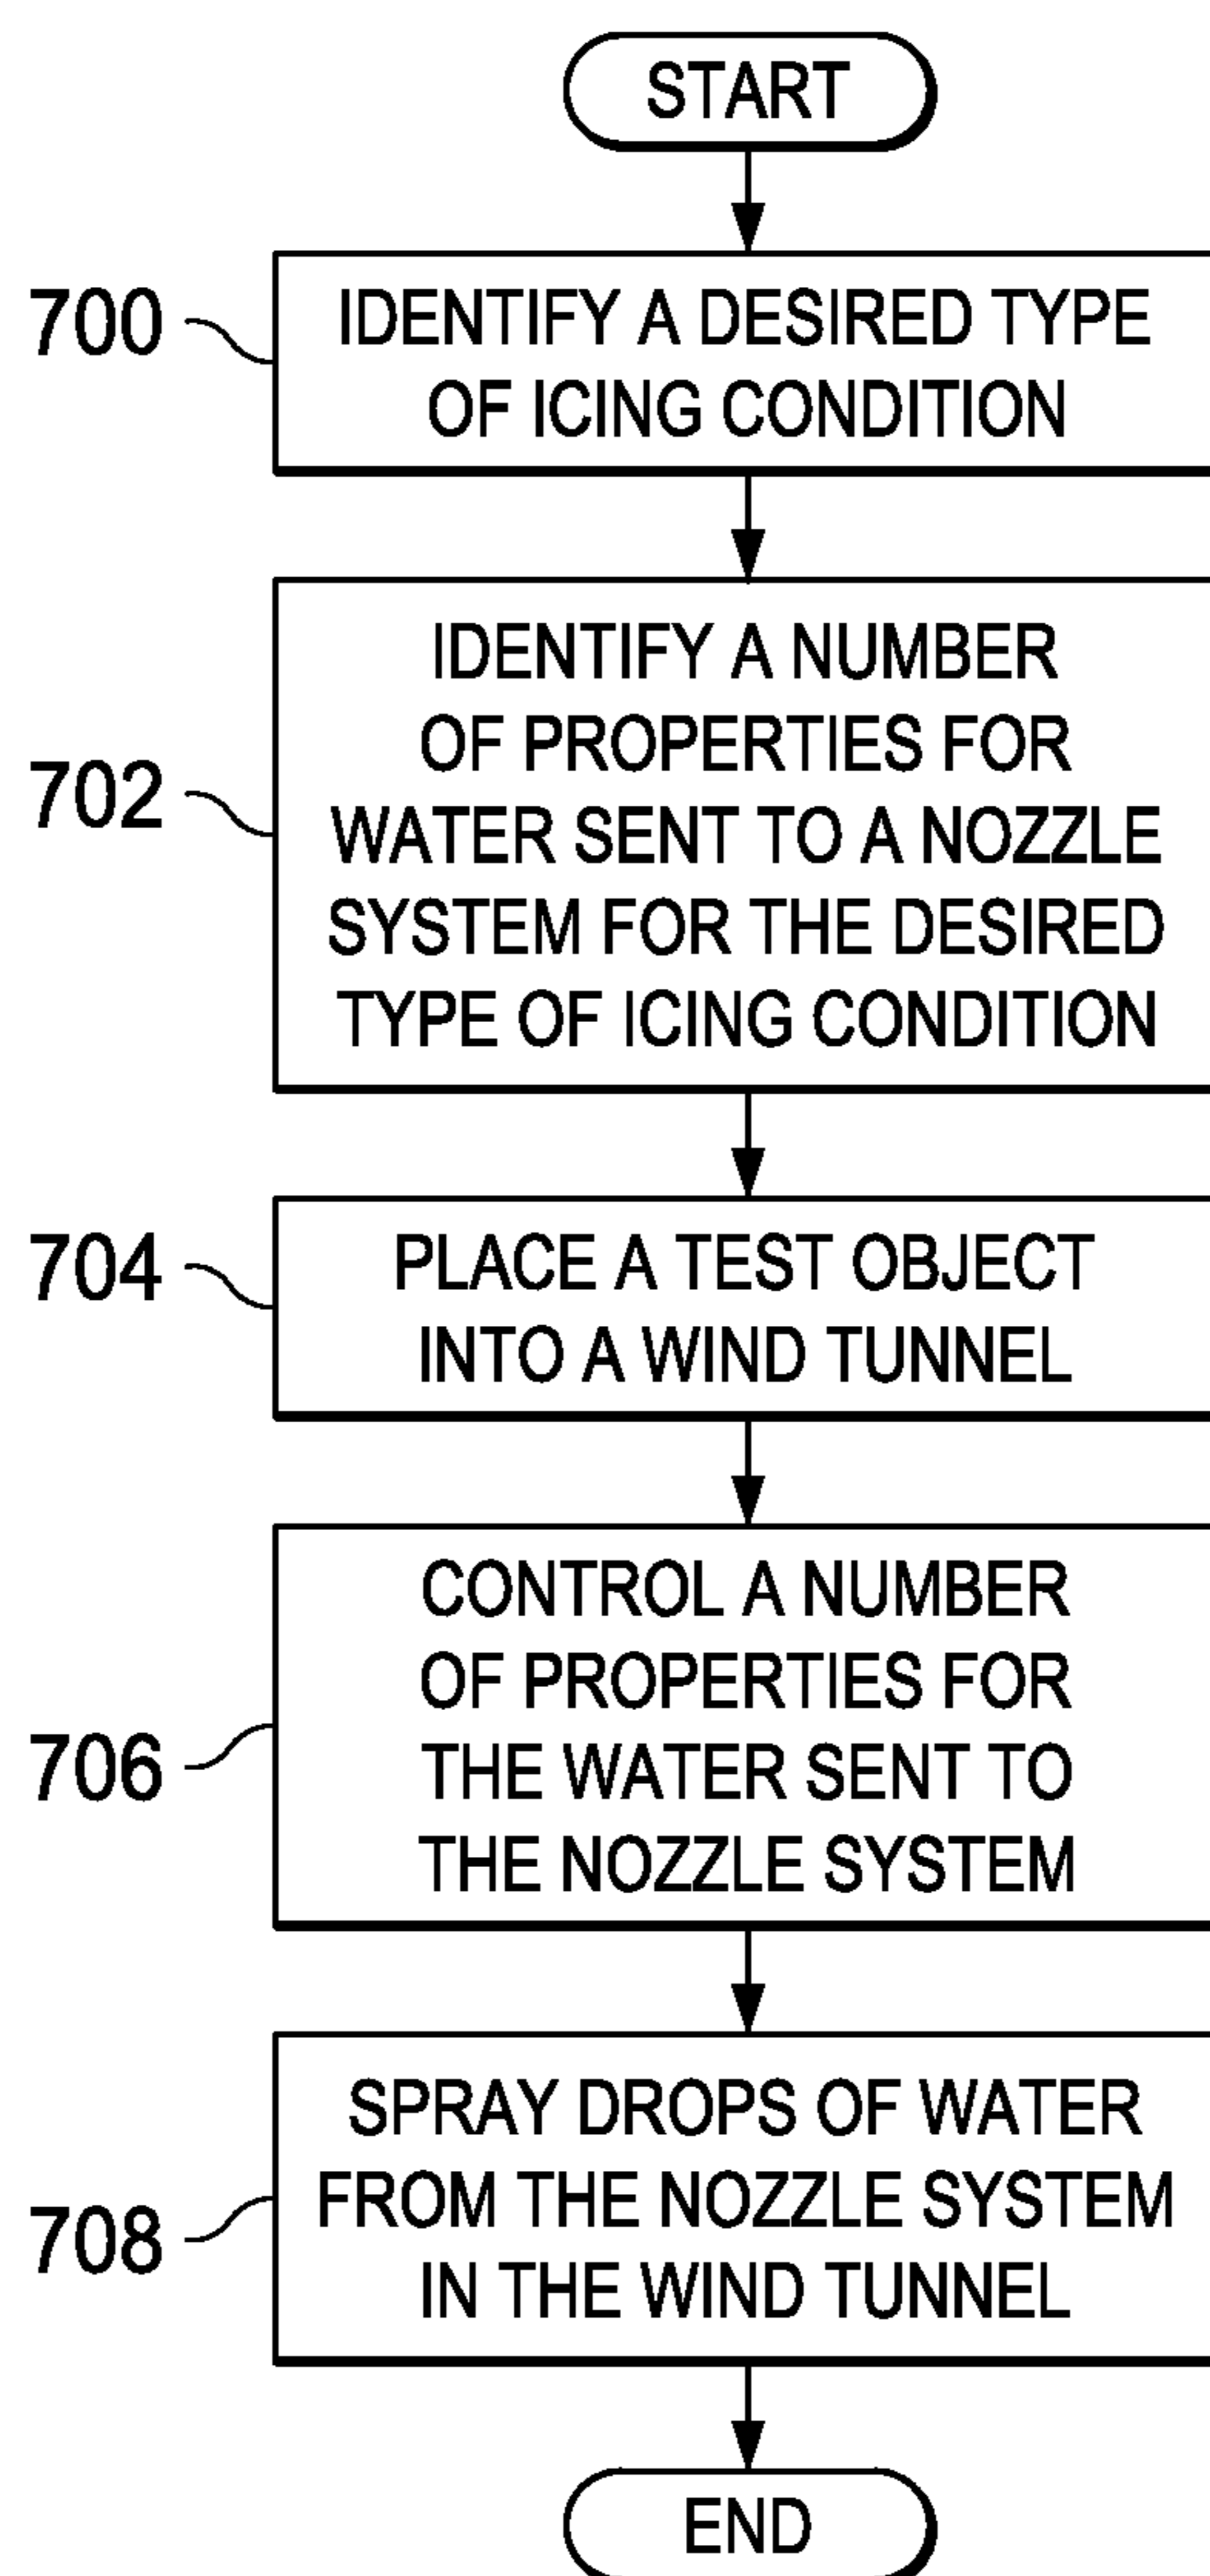 START
700
IDENTIFY A DESIRED TYPE
OF ICING CONDITION
702
IDENTIFY A NUMBER
OF PROPERTIES FOR
WATER SENT TO A NOZZLE
SYSTEM FOR THE DESIRED
TYPE OF ICING CONDITION
704
PLACE A TEST OBJECT
INTO A WIND TUNNEL
706
CONTROL A NUMBER
OF PROPERTIES FOR
THE WATER SENT TO
THE NOZZLE SYSTEM
708
SPRAY DROPS OF WATER
FROM THE NOZZLE SYSTEM
IN THE WIND TUNNEL
END